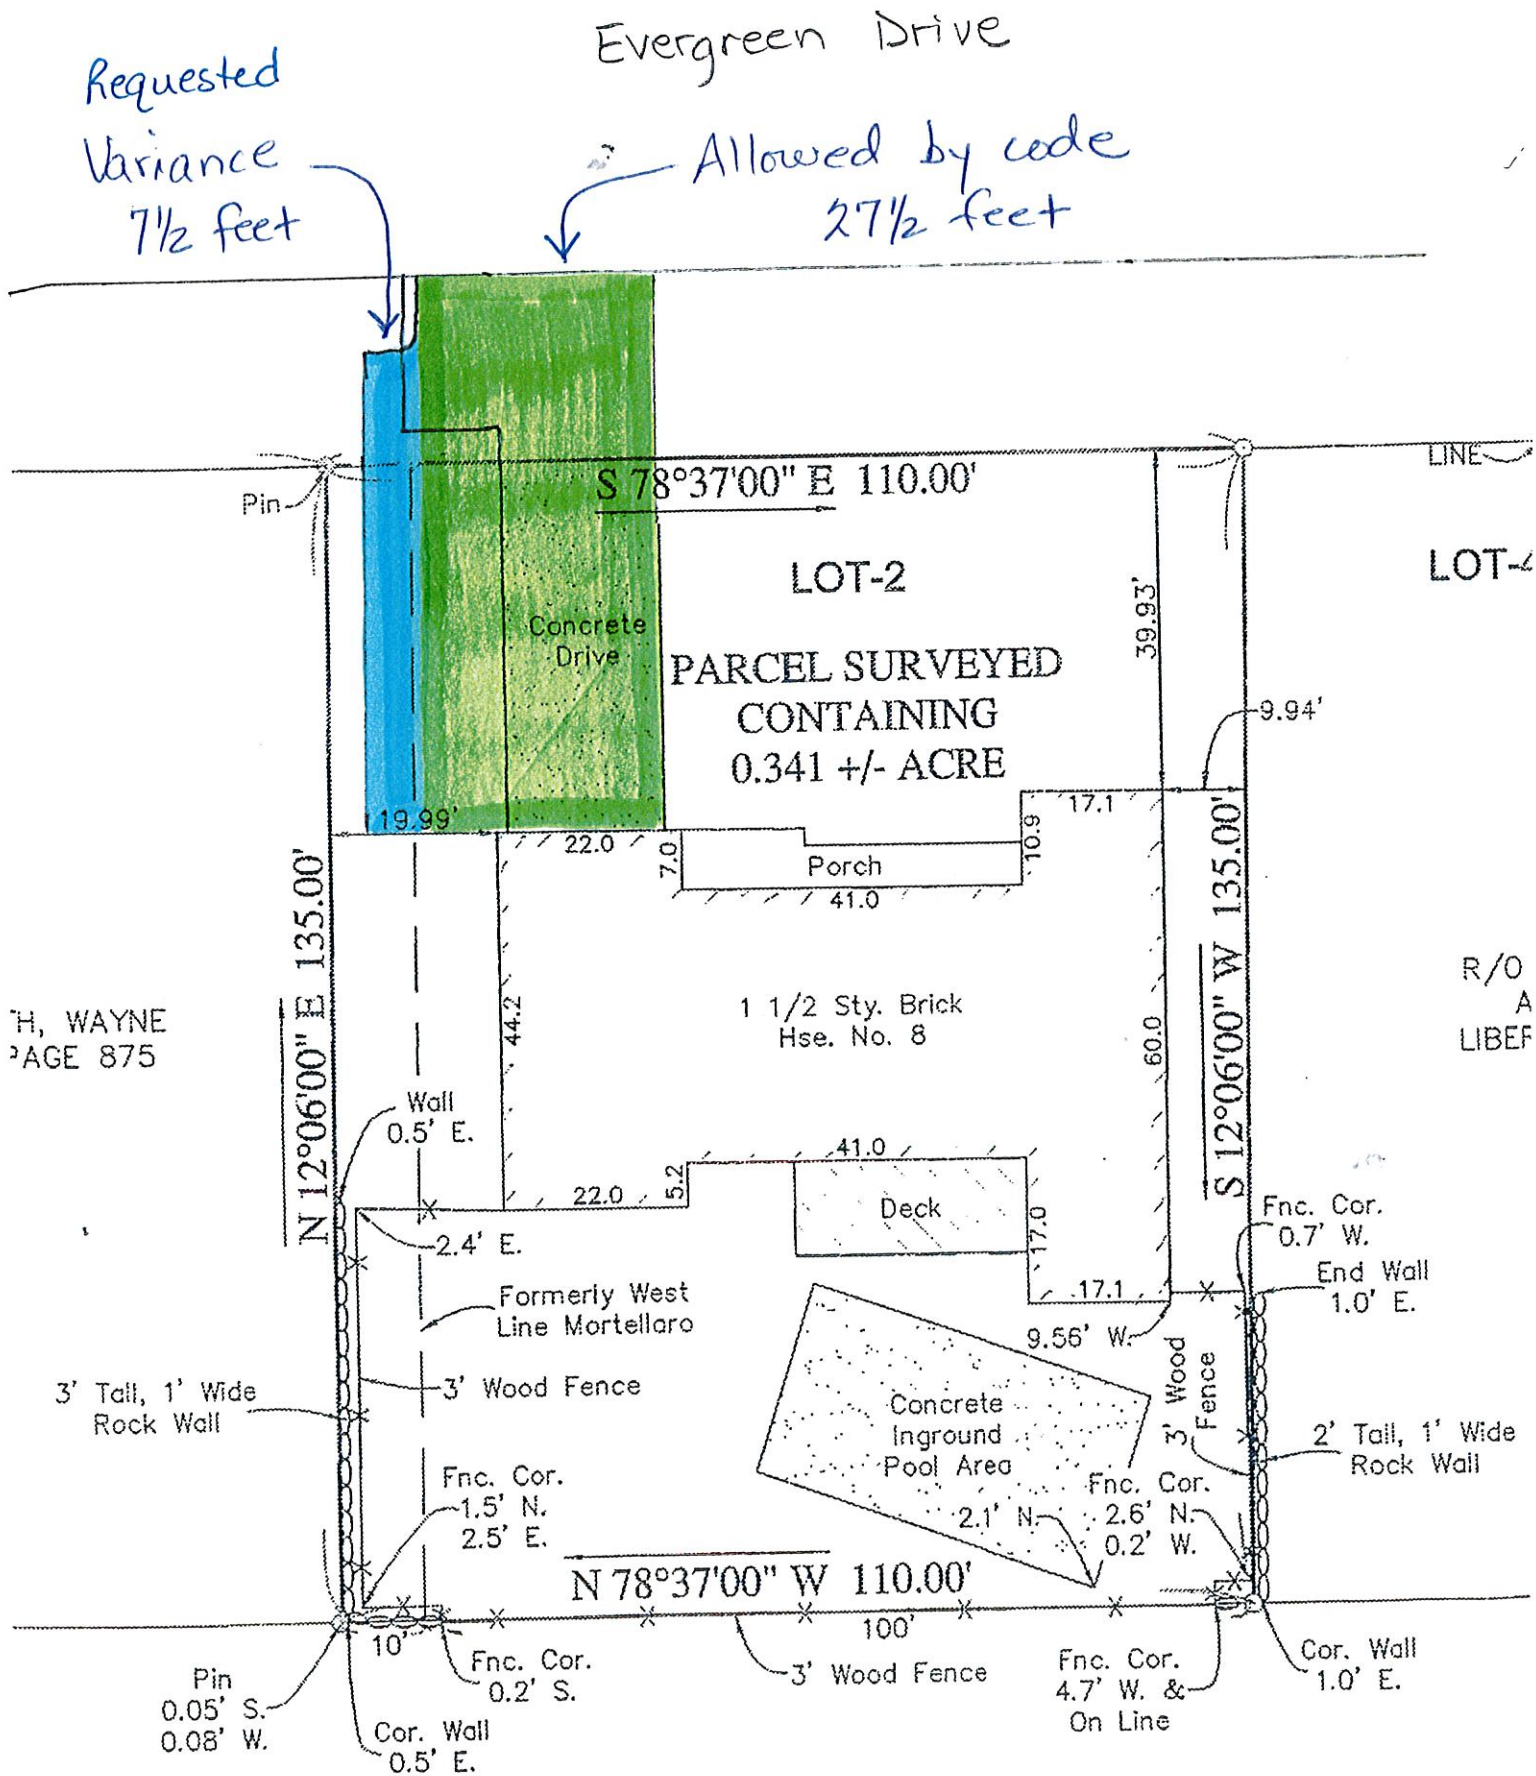 Evergreen Drive
Requested
Variance
7½ feet
Allowed by code
27½ feet
Pin
S 78°37'00" E 110.00'
LINE
LOT-2
LOT-
39.93'
Concrete
Drive
PARCEL SURVEYED
CONTAINING
0.341 +/- ACRE
9.94'
19.99'
22.0
7.0
17.1
10.9
Porch
41.0
N 12°06'00" E 135.00'
S 12°06'00" W 135.00'
44.2
1 1/2 Sty. Brick
Hse. No. 8
60.0
H, WAYNE
PAGE 875
R/O
A
LIBER
Wall
0.5' E.
41.0
22.0
5.2
Deck
17.0
2.4' E.
Fnc. Cor.
0.7' W.
End Wall
1.0' E.
17.1
9.56' W.
Formerly West
Line Mortellaro
3' Wood Fence
3' Tall, 1' Wide
Rock Wall
Concrete
Inground
Pool Area
3' Wood
Fence
2' Tall, 1' Wide
Rock Wall
Fnc. Cor.
1.5' N.
2.5' E.
2.1' N.
Fnc. Cor.
2.6' N.
0.2' W.
N 78°37'00" W 110.00'
10'
100'
Pin
0.05' S.
0.08' W.
Cor. Wall
0.5' E.
Fnc. Cor.
0.2' S.
3' Wood Fence
Fnc. Cor.
4.7' W. &
On Line
Cor. Wall
1.0' E.